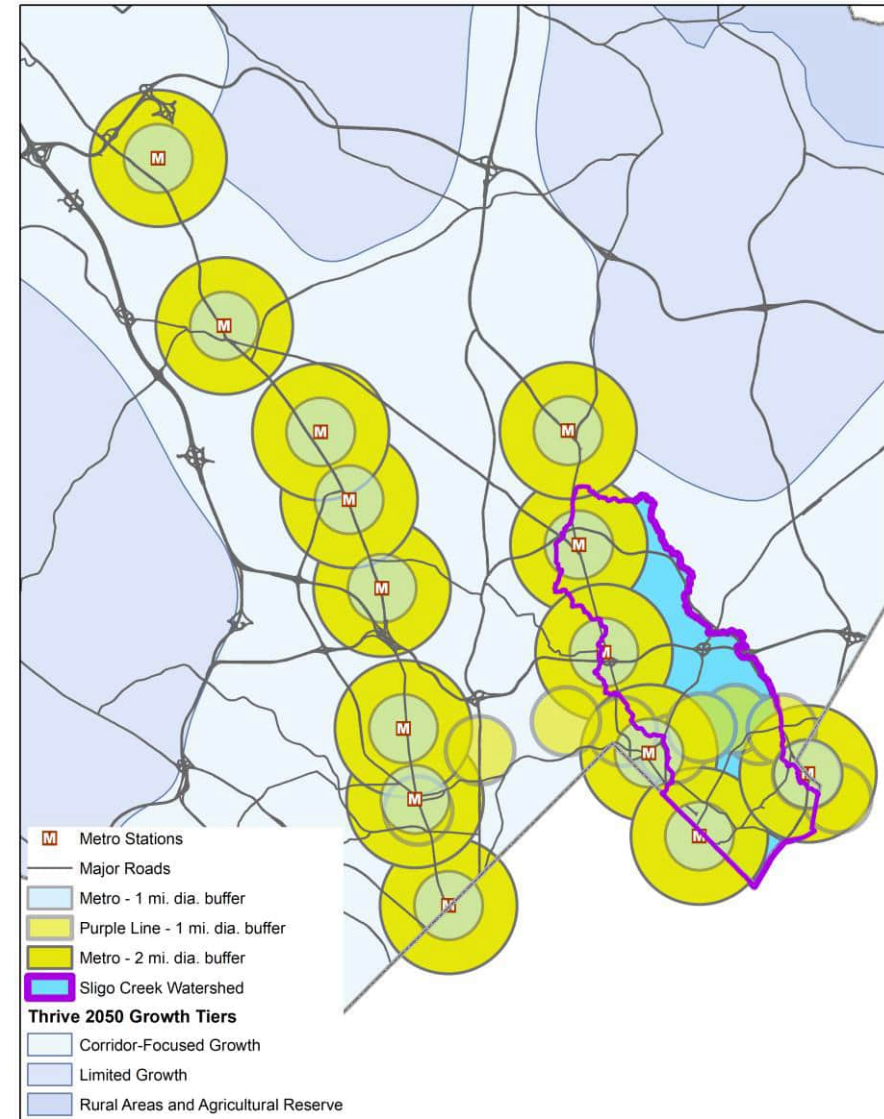 M
M
M
M
M
M
M
M
M
M
M
M
M
M
M Metro Stations
Major Roads
Metro - 1 mi. dia. buffer
Purple Line - 1 mi. dia. buffer
Metro - 2 mi. dia. buffer
Sligo Creek Watershed
Thrive 2050 Growth Tiers
Corridor-Focused Growth
Limited Growth
Rural Areas and Agricultural Reserve